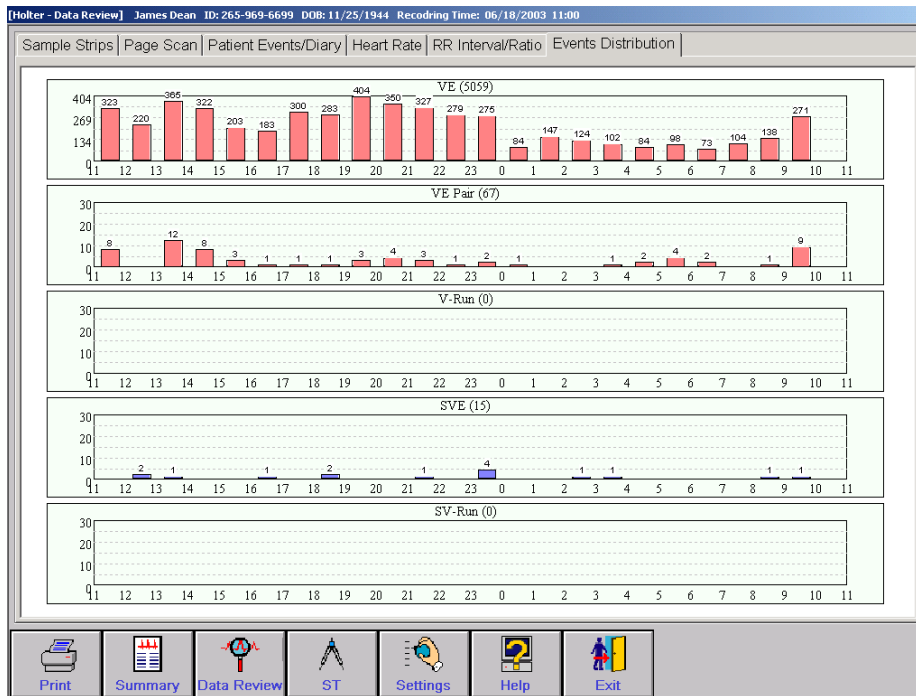 [Holter - Data Review] James Dean ID: 265-969-6699 DOB: 11/25/1944 Recodring Time: 06/18/2003 11:00
Sample Strips Page Scan Patient Events/Diary Heart Rate RR Interval/Ratio Events Distribution
VE (5059)
404
269
134
0
323 220 365 322 203 183 300 283 404 350 327 279 275 84 147 124 102 84 98 73 104 138 271
11 12 13 14 15 16 17 18 19 20 21 22 23 0 1 2 3 4 5 6 7 8 9 10 11
VE Pair (67)
30
20
10
0
8 12 8 3 1 1 1 3 4 3 1 2 1 1 2 4 2 1 9
11 12 13 14 15 16 17 18 19 20 21 22 23 0 1 2 3 4 5 6 7 8 9 10 11
V-Run (0)
30
20
10
0
11 12 13 14 15 16 17 18 19 20 21 22 23 0 1 2 3 4 5 6 7 8 9 10 11
SVE (15)
30
20
10
0
2 1 1 2 1 4 1 1 1 1
11 12 13 14 15 16 17 18 19 20 21 22 23 0 1 2 3 4 5 6 7 8 9 10 11
SV-Run (0)
30
20
10
0
11 12 13 14 15 16 17 18 19 20 21 22 23 0 1 2 3 4 5 6 7 8 9 10 11
Print Summary Data Review ST Settings Help Exit